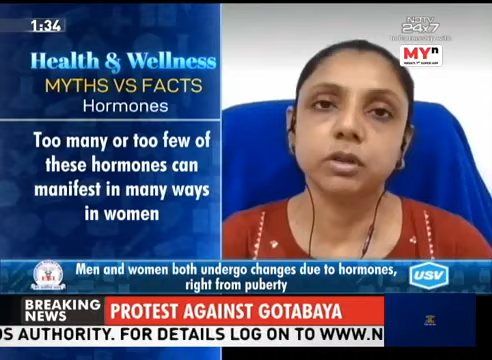 1:34
NDTV
24x7
MYn
Health & Wellness
MYTHS VS FACTS
Hormones
Too many or too few of
these hormones can
manifest in many ways
in women
Men and women both undergo changes due to hormones,
right from puberty
USV
BREAKING
NEWS
PROTEST AGAINST GOTABAYA
OS AUTHORITY. FOR DETAILS LOG ON TO WWW.N